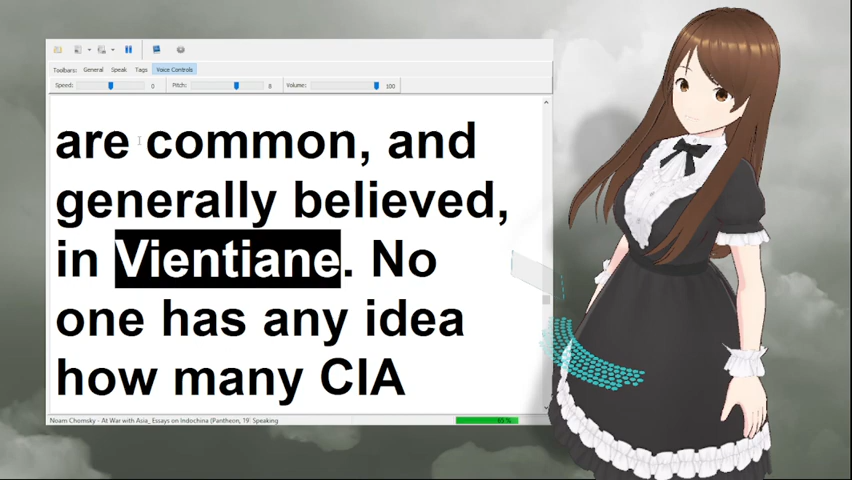 Toolbars: General Speak Tags Voice Controls
Speed: 0 Pitch: 8 Volume: 100
are common, and
generally believed,
in Vientiane. No
one has any idea
how many CIA
Noam Chomsky - At War with Asia_ Essays on Indochina (Pantheon, 19 Speaking 65 %